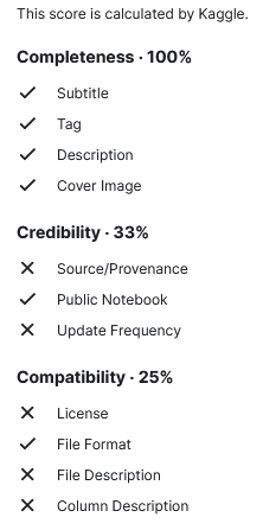 This score is calculated by Kaggle.
Completeness · 100%
Subtitle
Tag
Description
Cover Image
Credibility · 33%
Source/Provenance
Public Notebook
Update Frequency
Compatibility · 25%
License
File Format
File Description
Column Description